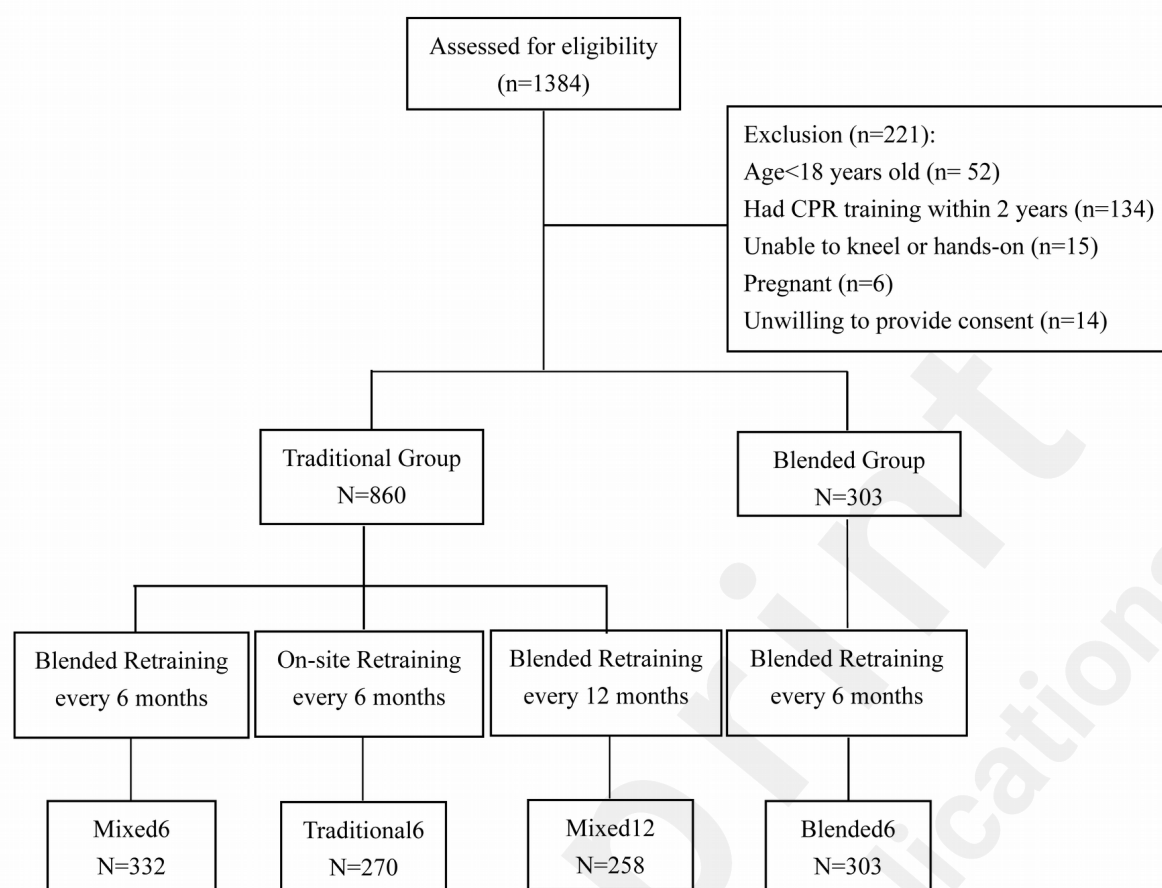 Assessed for eligibility
(n=1384)
Exclusion (n=221):
Age<18 years old (n= 52)
Had CPR training within 2 years (n=134)
Unable to kneel or hands-on (n=15)
Pregnant (n=6)
Unwilling to provide consent (n=14)
Traditional Group
N=860
Blended Group
N=303
Blended Retraining
every 6 months
On-site Retraining
every 6 months
Blended Retraining
every 12 months
Blended Retraining
every 6 months
Mixed6
N=332
Traditional6
N=270
Mixed12
N=258
Blended6
N=303